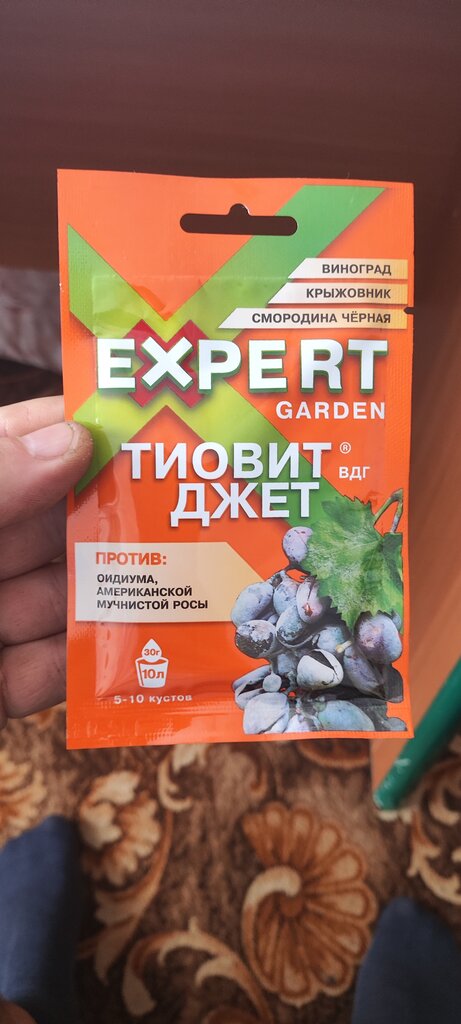 ВИНОГРАД
КРЫЖОВНИК
СМОРОДИНА ЧЁРНАЯ
EXPERT
GARDEN
ТИОВИТ ®
ДЖЕТ ВДГ
ПРОТИВ:
ОИДИУМА,
АМЕРИКАНСКОЙ
МУЧНИСТОЙ РОСЫ
30г
10л
5-10 кустов